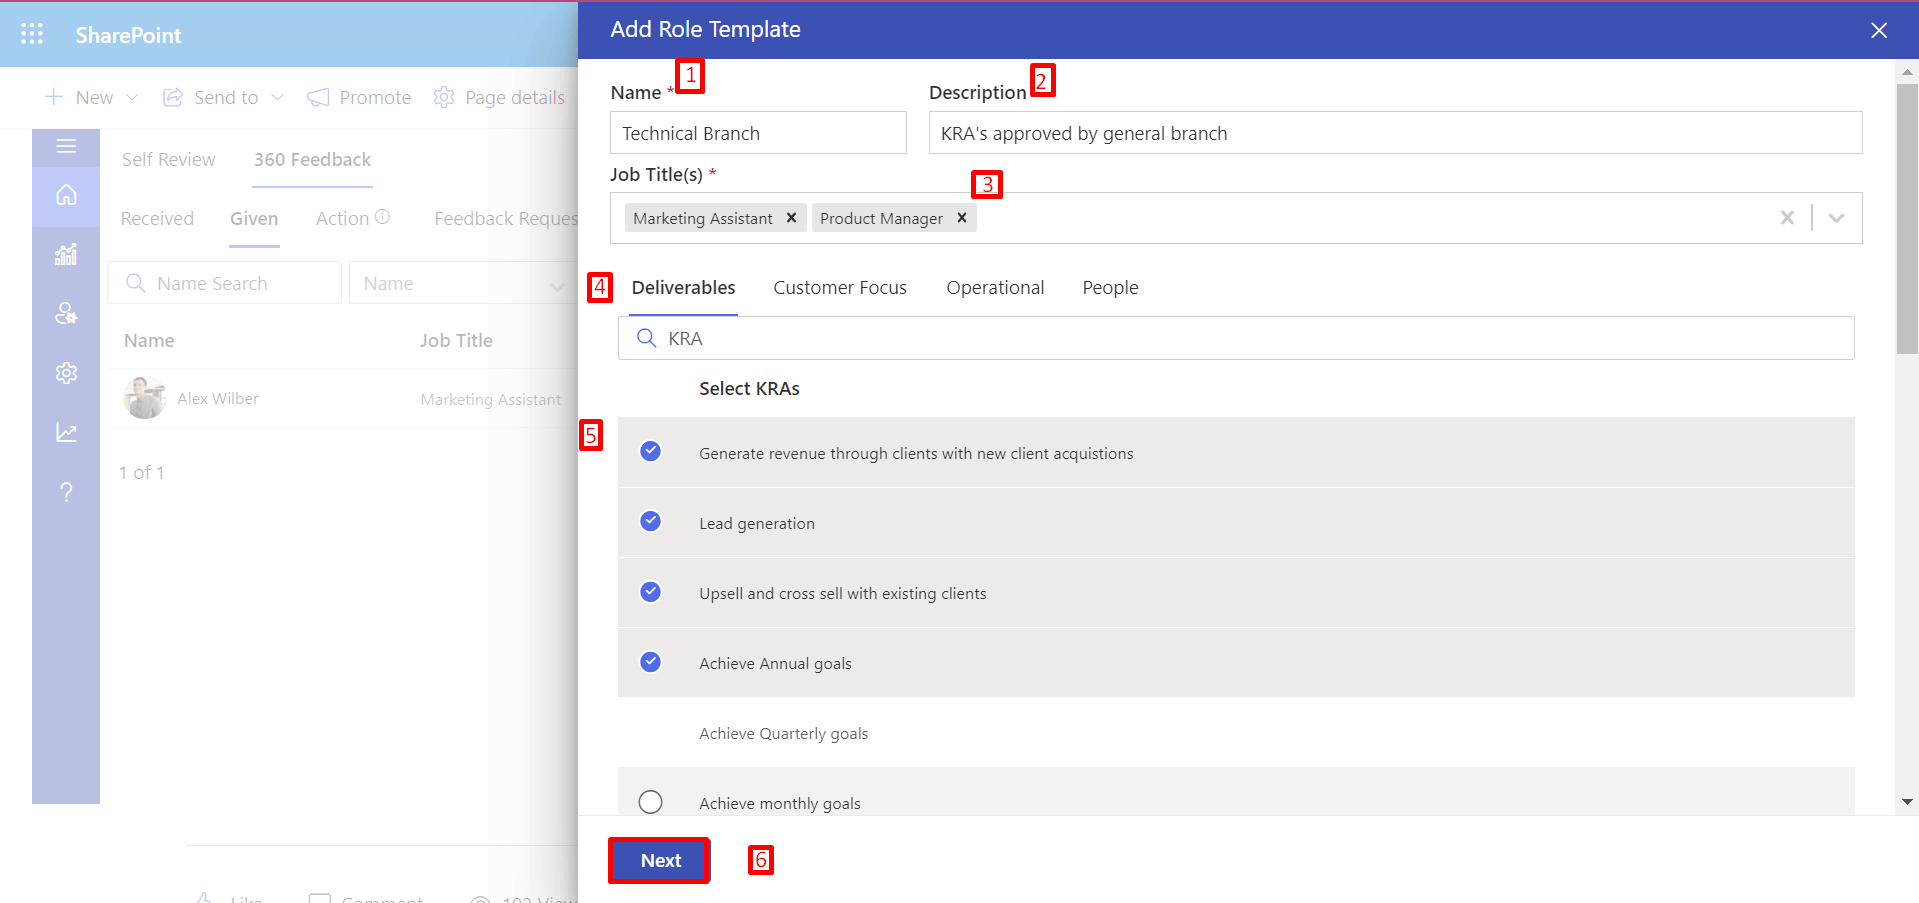 SharePoint
New
Send to
Promote
Page details
Self Review
360 Feedback
Received
Given
Action
Feedback Reques
Name Search
Name
Name
Job Title
Alex Wilber
Marketing Assistant
1 of 1
?
Like
Comment
102 View
Add Role Template
Name *
1
Description
2
Technical Branch
KRA's approved by general branch
Job Title(s) *
3
Marketing Assistant
Product Manager
4
Deliverables
Customer Focus
Operational
People
KRA
Select KRAs
5
Generate revenue through clients with new client acquistions
Lead generation
Upsell and cross sell with existing clients
Achieve Annual goals
Achieve Quarterly goals
Achieve monthly goals
Next
6